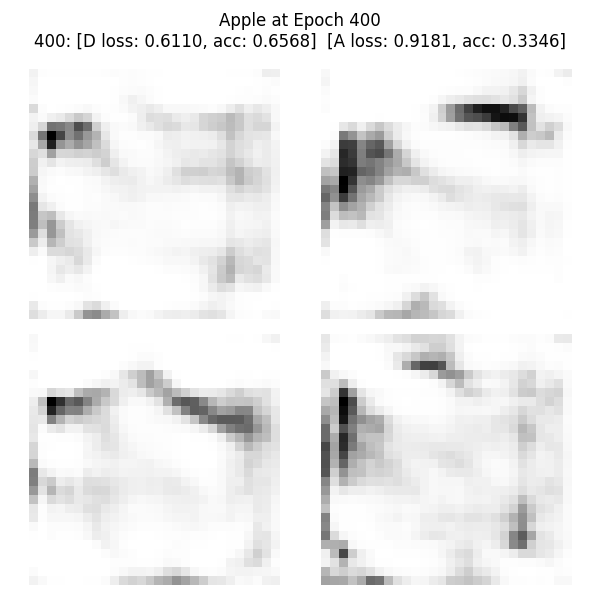 Apple at Epoch 400
400: [D loss: 0.6110, acc: 0.6568]  [A loss: 0.9181, acc: 0.3346]